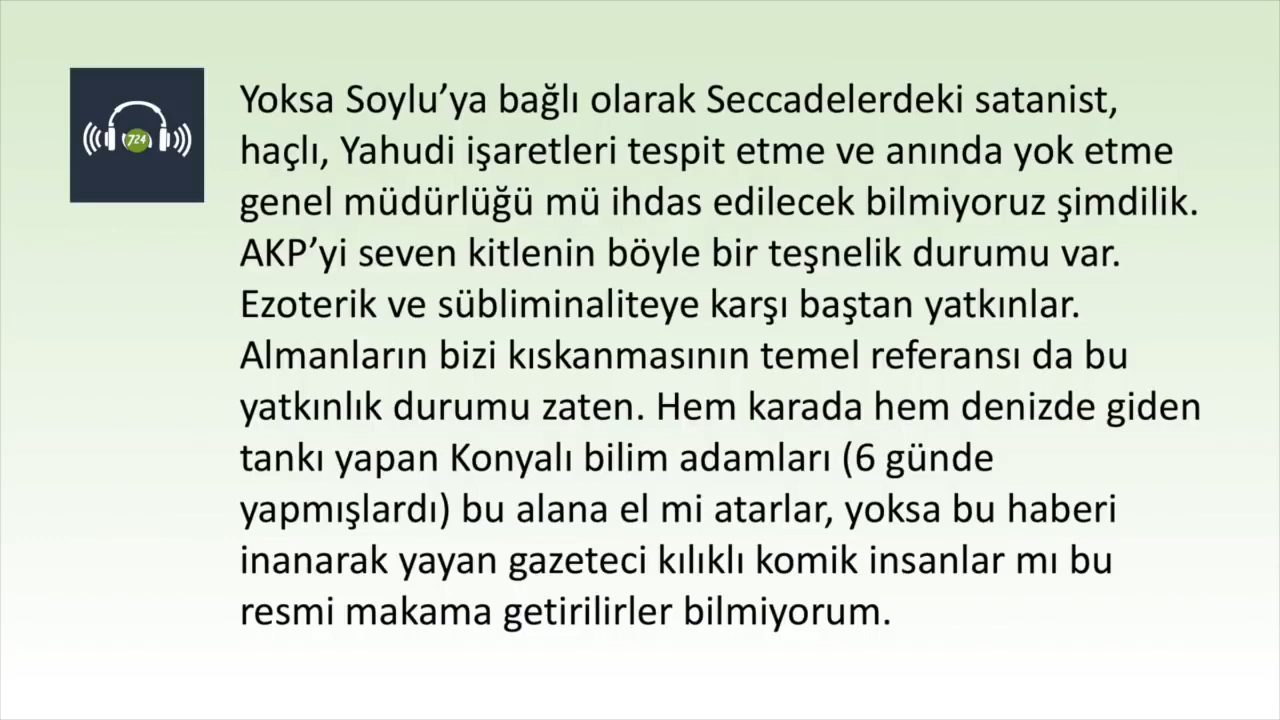 724
Yoksa Soylu’ya bağlı olarak Seccadelerdeki satanist,
haçlı, Yahudi işaretleri tespit etme ve anında yok etme
genel müdürlüğü mü ihdas edilecek bilmiyoruz şimdilik.
AKP’yi seven kitlenin böyle bir teşnelik durumu var.
Ezoterik ve sübliminaliteye karşı baştan yatkınlar.
Almanların bizi kıskanmasının temel referansı da bu
yatkınlık durumu zaten. Hem karada hem denizde giden
tankı yapan Konyalı bilim adamları (6 günde
yapmışlardı) bu alana el mi atarlar, yoksa bu haberi
inanarak yayan gazeteci kılıklı komik insanlar mı bu
resmi makama getirilirler bilmiyorum.